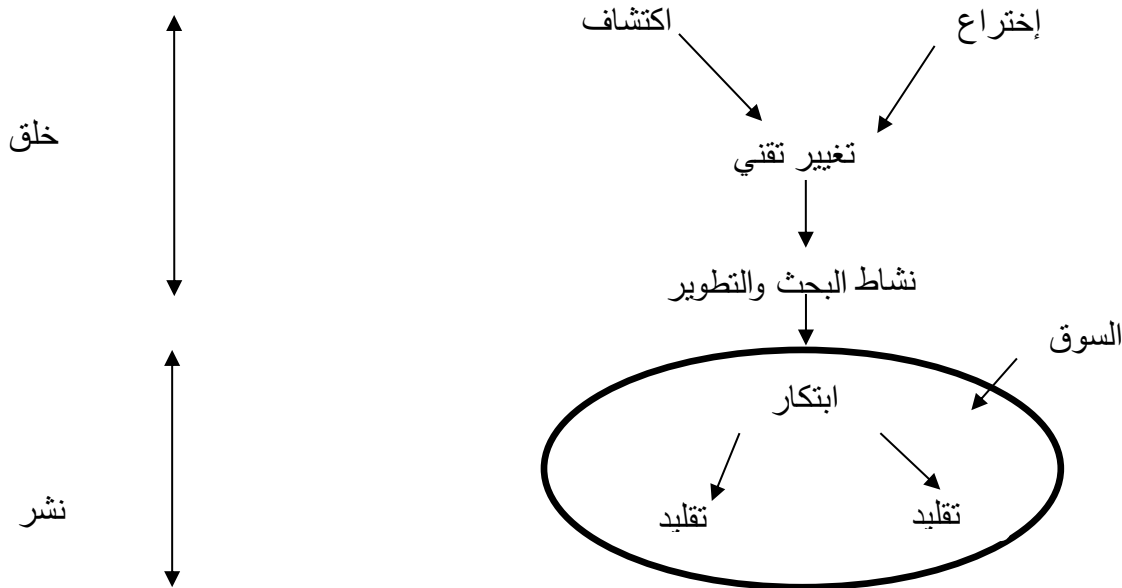 إختراع
اكتشاف
خلق
تغيير تقني
نشاط البحث والتطوير
السوق
ابتكار
تقليد
تقليد
نشر